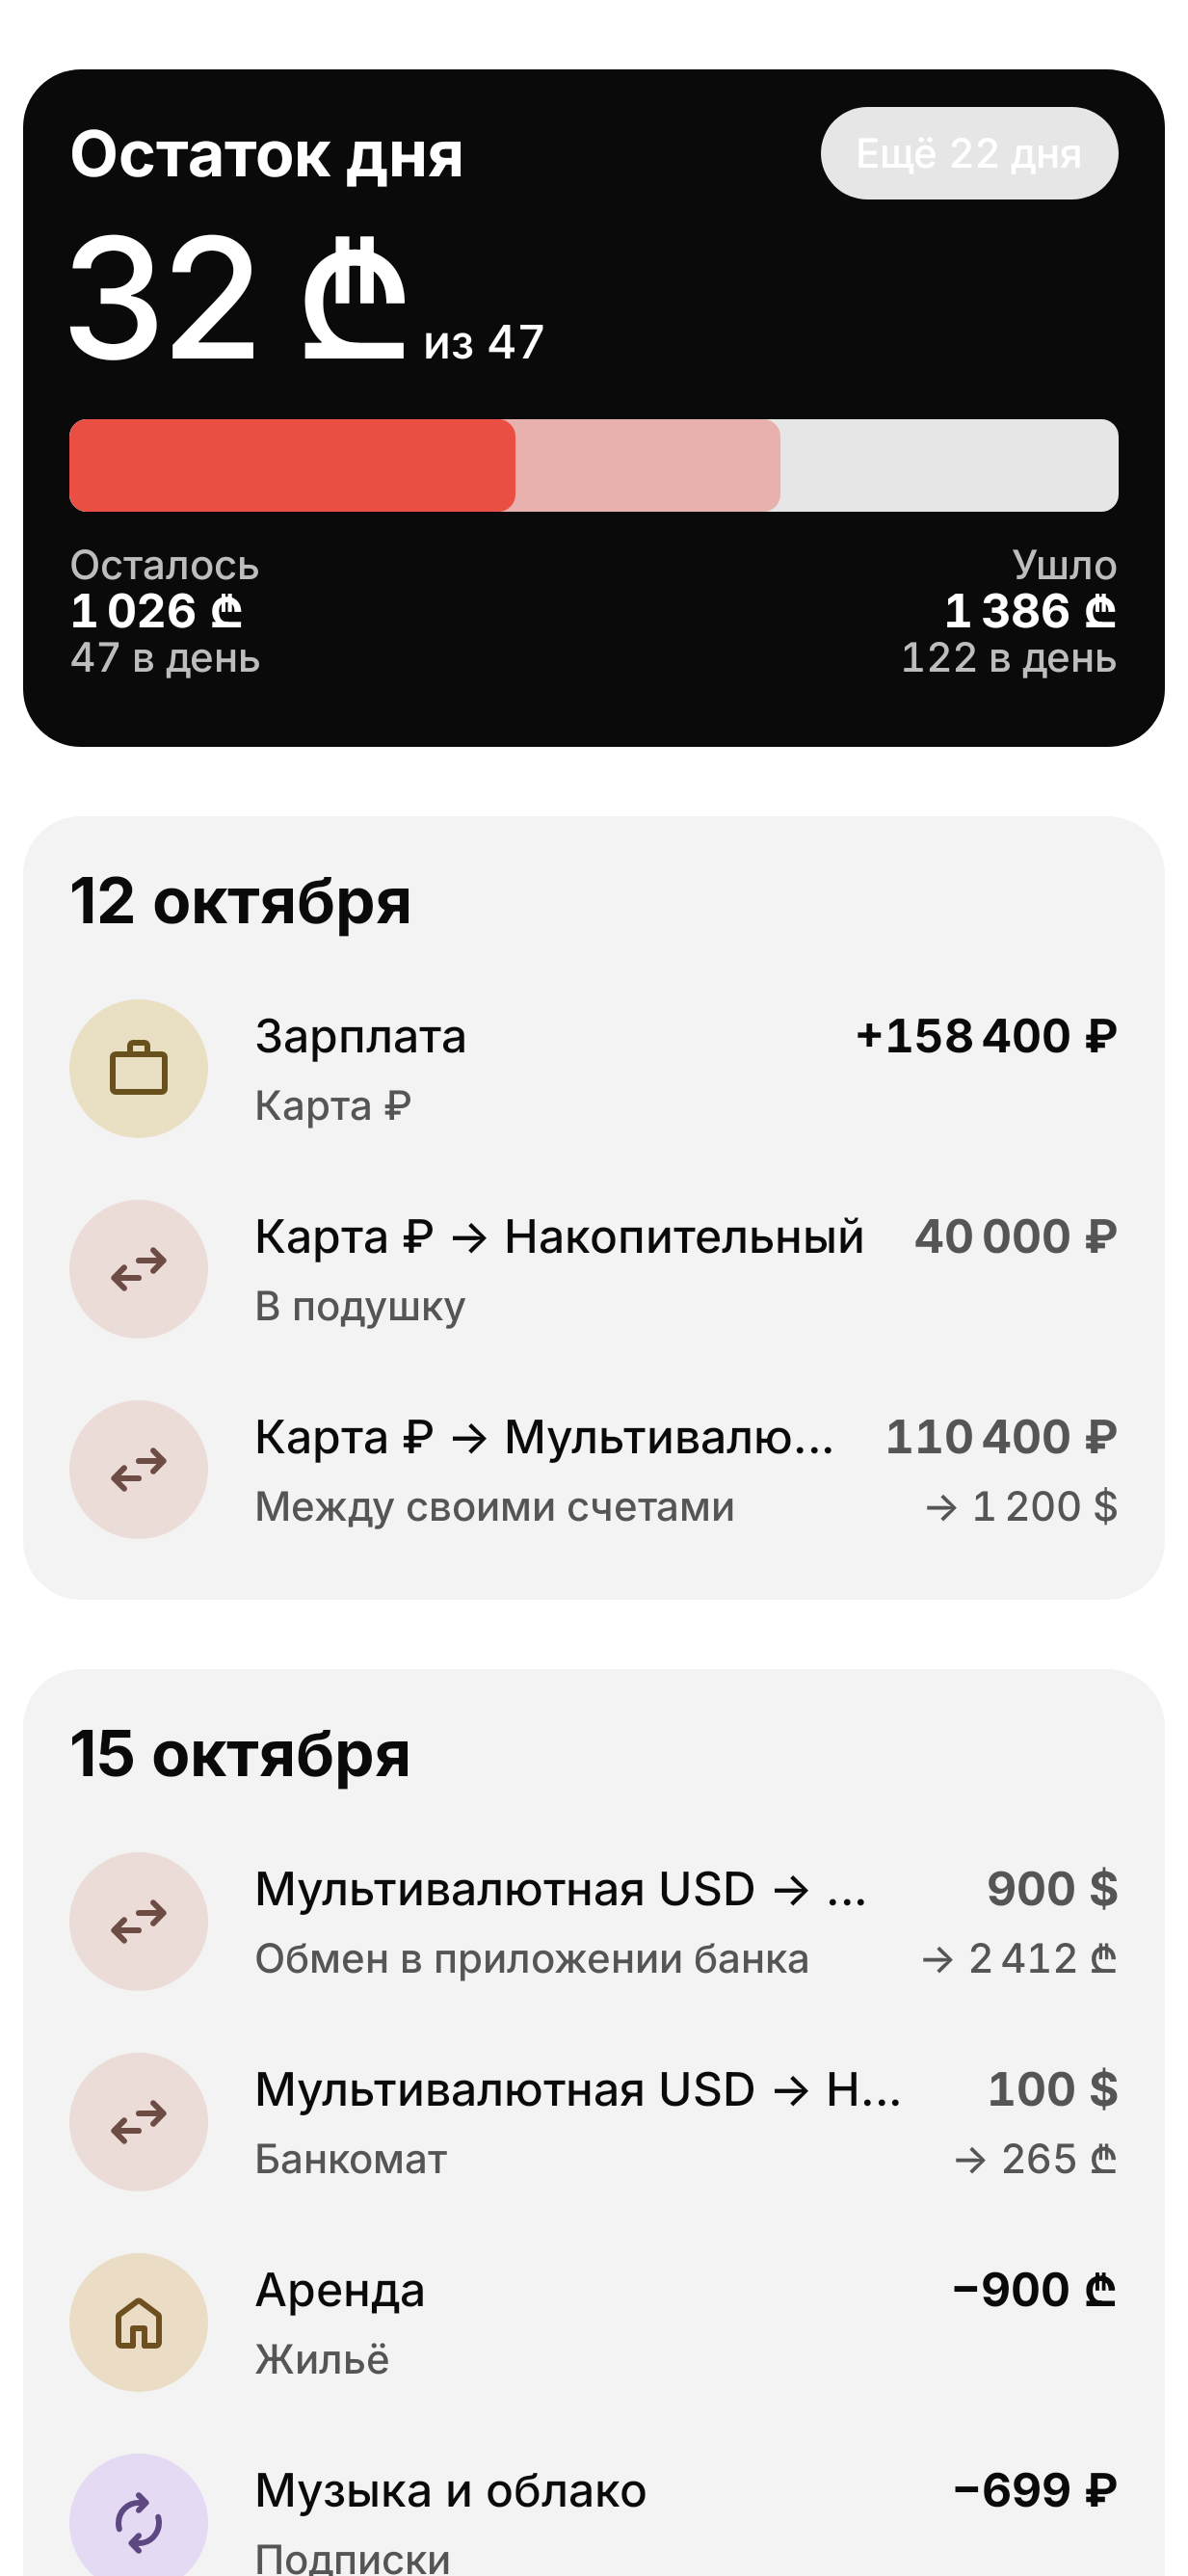 Остаток дня
Ещё 22 дня
32 ₾ из 47
Осталось
Ушло
1 026 ₾
1 386 ₾
47 в день
122 в день
12 октября
Зарплата
+158 400 ₽
Карта ₽
Карта ₽ → Накопительный
40 000 ₽
В подушку
Карта ₽ → Мультивалю...
110 400 ₽
Между своими счетами
→ 1 200 $
15 октября
Мультивалютная USD → ...
900 $
Обмен в приложении банка
→ 2 412 ₾
Мультивалютная USD → Н...
100 $
Банкомат
→ 265 ₾
Аренда
−900 ₾
Жильё
Музыка и облако
−699 ₽
Подписки